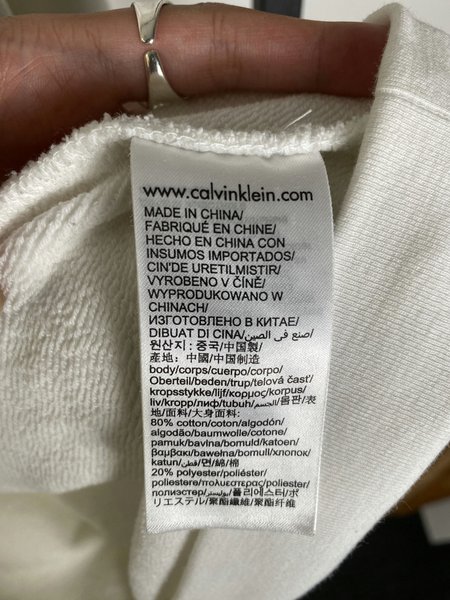 www.calvinklein.com
MADE IN CHINA/
FABRIQUÉ EN CHINE/
HECHO EN CHINA CON
INSUMOS IMPORTADOS/
CIN'DE URETILMISTIR/
VYROBENO V ČÍNĚ/
WYPRODUKOWANO W
CHINACH/
ИЗГОТОВЛЕНО В КИТАЕ/
DIBUAT DI CINA/صنع في الصين/
원산지 : 중국/中国製/
產地：中國/中国制造
body/corps/cuerpo/corpo/
Oberteil/beden/trup/telová časť/
kropsstykke/lijf/κορμος/korpus/
liv/kropp/лиф/tubuh/الجسم/몸판/表
地/面料/大身面料:
80% cotton/coton/algodón/
algodão/baumwolle/cotone/
pamuk/bavlna/bomuld/katoen/
βαμβακι/bawełna/bomull/хлопок/
katun/قطن/면/綿/棉
20% polyester/poliéster/
poliestere/πολυεστερας/polyester/
полиэстер/بوليستر/폴리에스터/ポ
リエステル/聚酯纖維/聚酯纤维